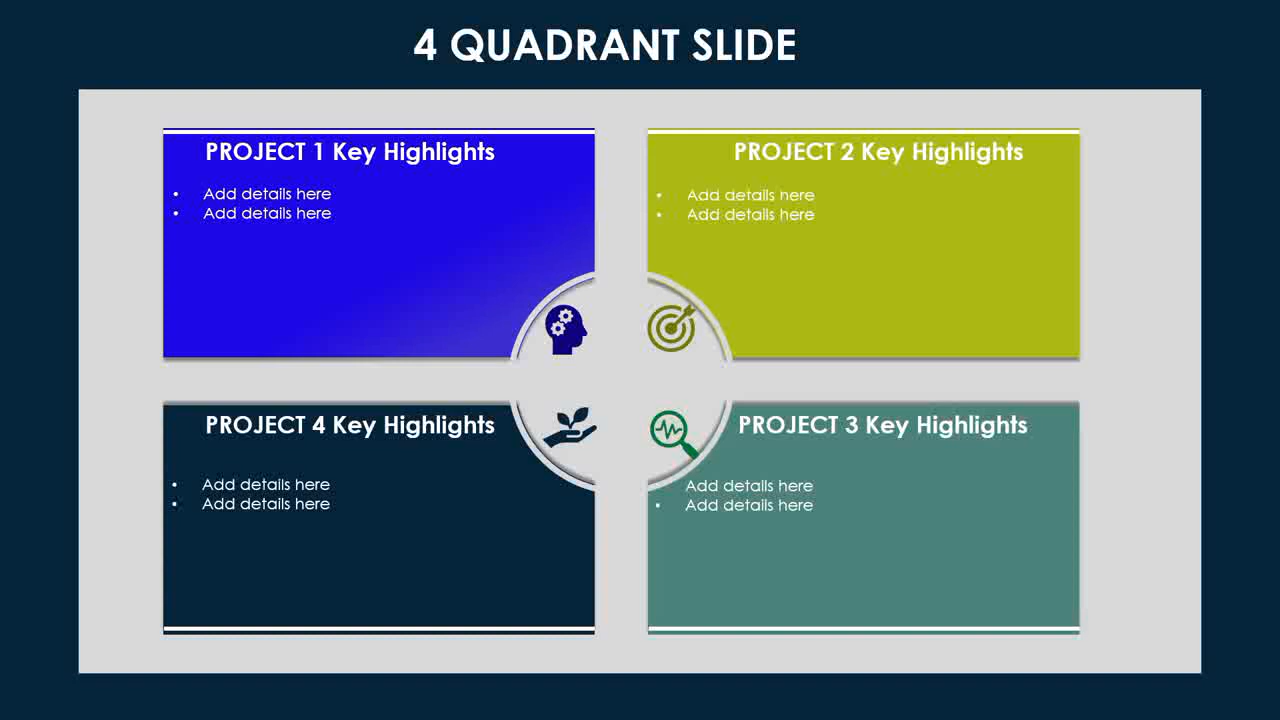 4 QUADRANT SLIDE
PROJECT 1 Key Highlights
• Add details here
• Add details here
PROJECT 2 Key Highlights
• Add details here
• Add details here
PROJECT 4 Key Highlights
• Add details here
• Add details here
PROJECT 3 Key Highlights
Add details here
• Add details here